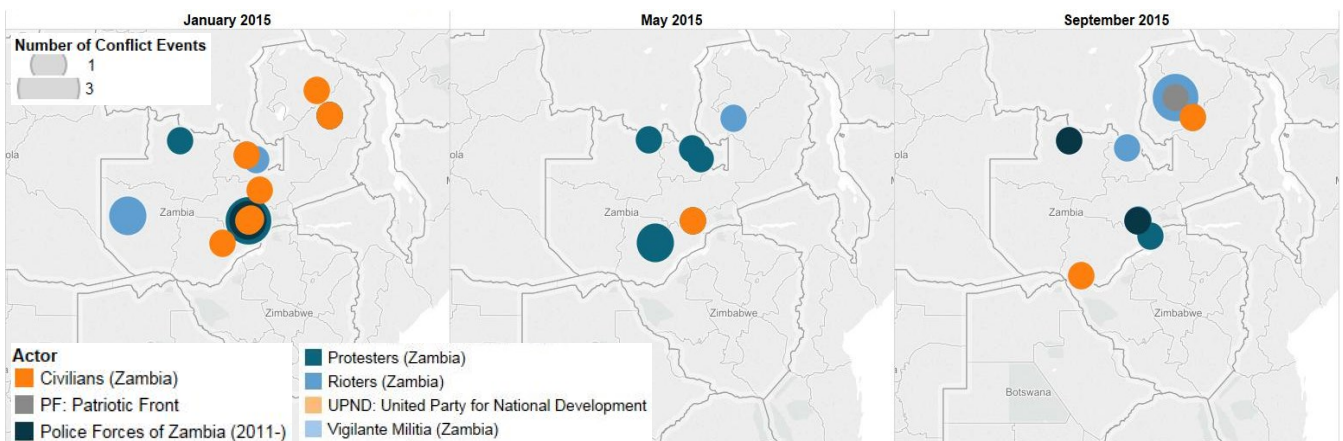 January 2015
May 2015
September 2015
Number of Conflict Events
1
3
ola
Zambia
Zimbabwe
Zambia
Zimbabwe
ola
Zambia
Zimbabwe
Botswana
Actor
Civilians (Zambia)
PF: Patriotic Front
Police Forces of Zambia (2011-)
Protesters (Zambia)
Rioters (Zambia)
UPND: United Party for National Development
Vigilante Militia (Zambia)